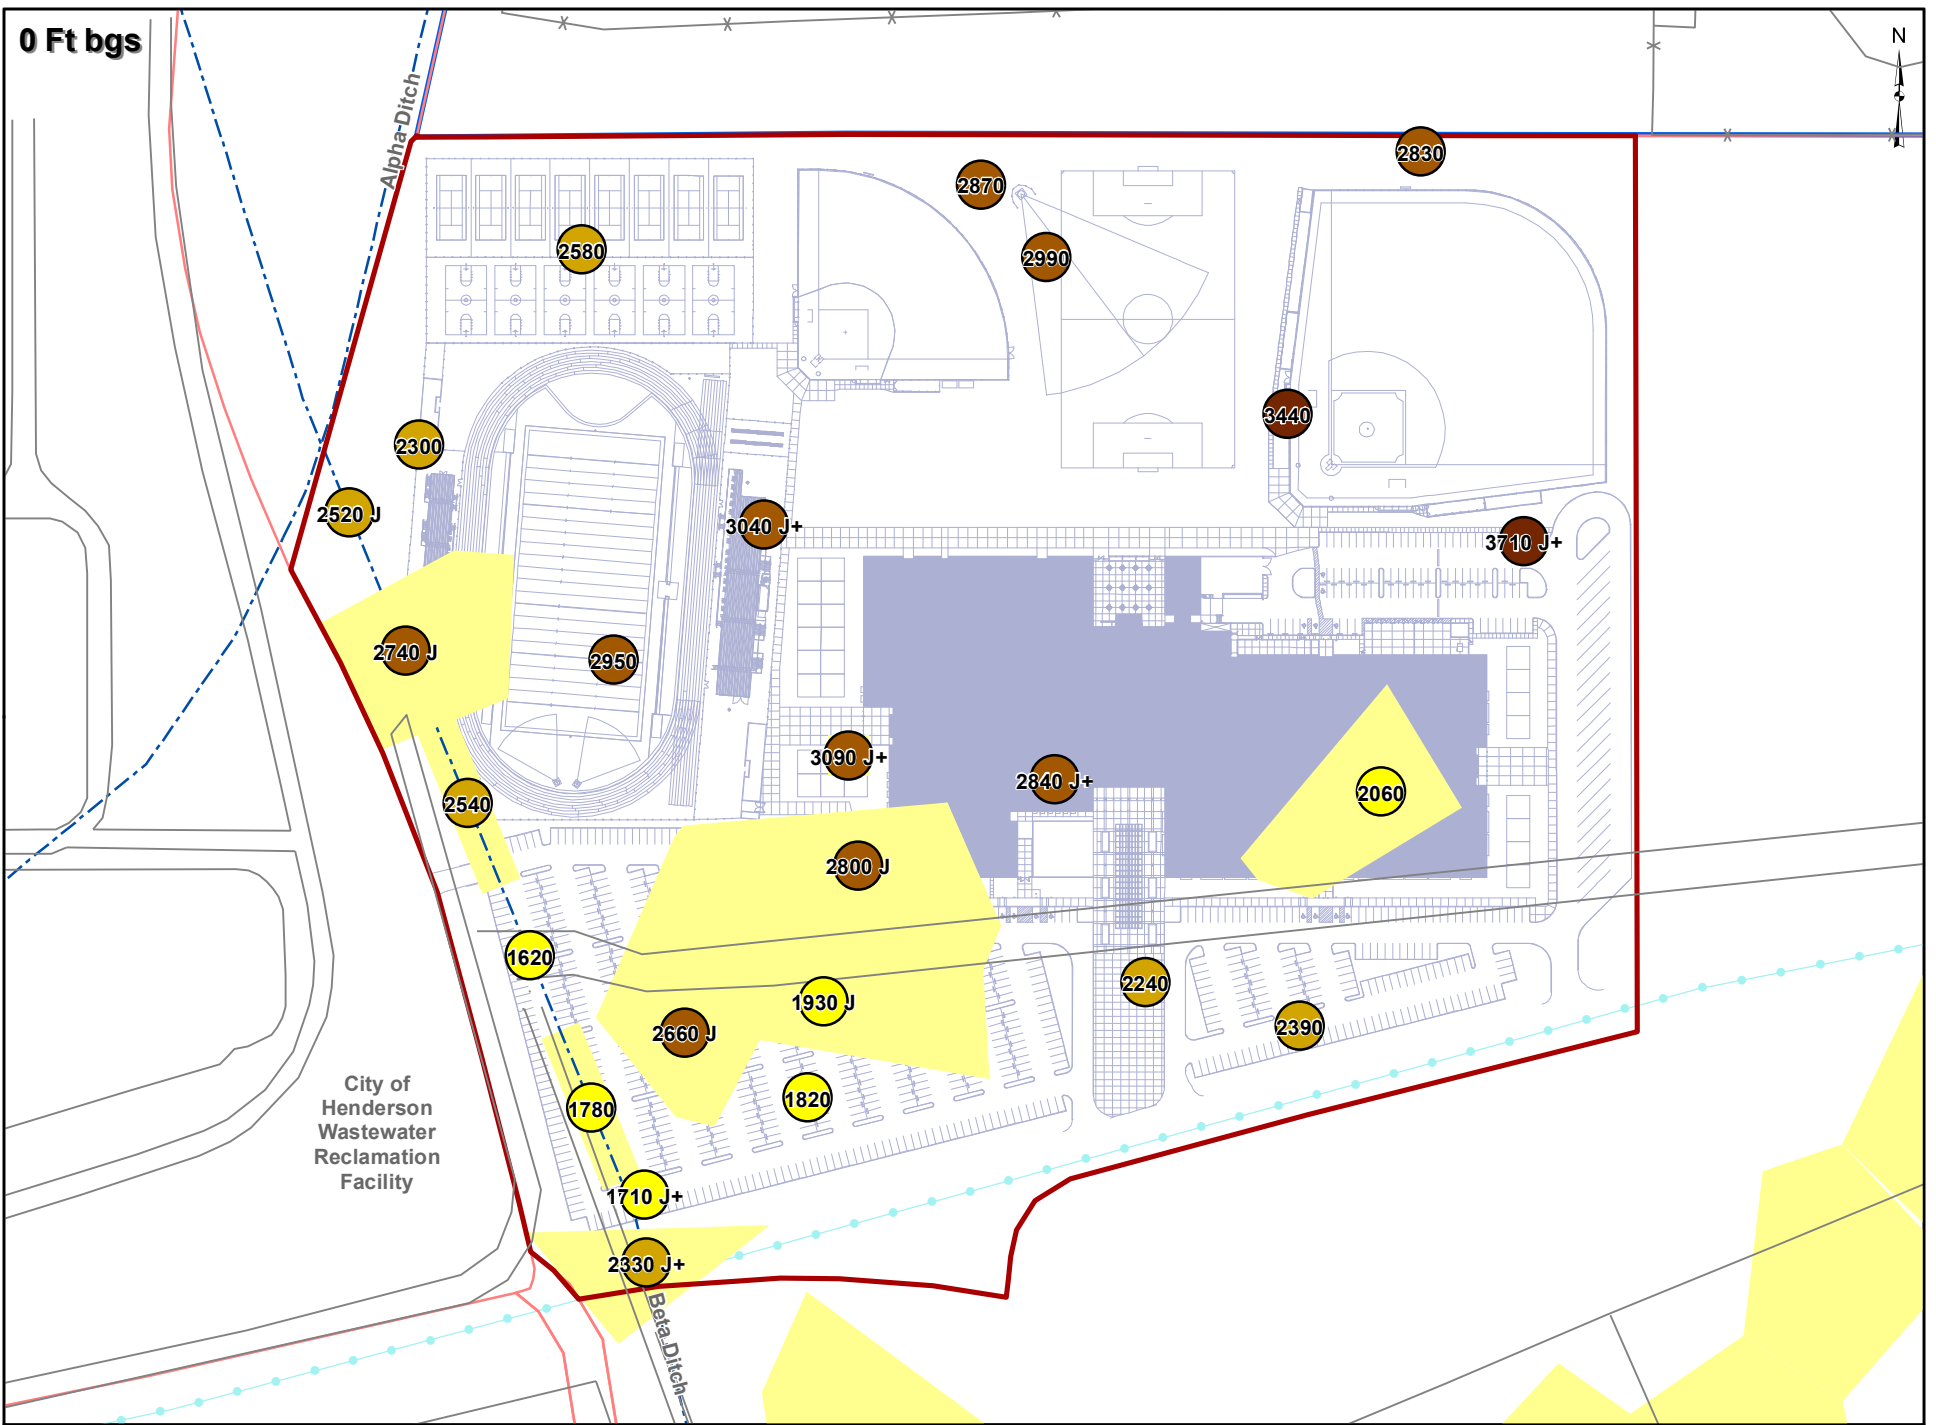 0 Ft bgs
N
Alpha Ditch
2830
2870
2580
2990
3440
2300
2520 J
3040 J+
3710 J+
2740 J
2950
3090 J+
2840 J+
2060
2540
2800 J
1620
2240
1930 J
2390
2660 J
City of
Henderson
Wastewater
Reclamation
Facility
1820
1780
1710 J+
2330 J+
Beta Ditch